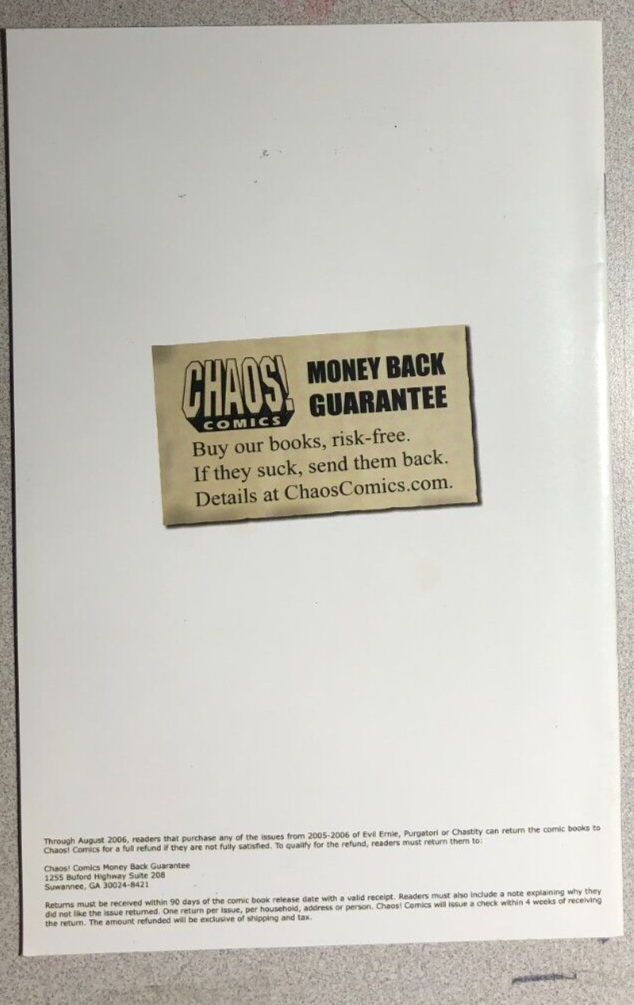 CHAOS!
COMICS
MONEY BACK
GUARANTEE
Buy our books, risk-free.
If they suck, send them back.
Details at ChaosComics.com.
Through August 2006, readers that purchase any of the issues from 2005-2006 of Evil Ernie, Purgatori or Chastity can return the comic books to
Chaos! Comics for a full refund if they are not fully satisfied. To qualify for the refund, readers must return them to:
Chaos! Comics Money Back Guarantee
1255 Buford Highway Suite 208
Suwannee, GA 30024-8421
Returns must be received within 90 days of the comic book release date with a valid receipt. Readers must also include a note explaining why they
did not like the issue returned. One return per issue, per household, address or person. Chaos! Comics will issue a check within 4 weeks of receiving
the return. The amount refunded will be exclusive of shipping and tax.